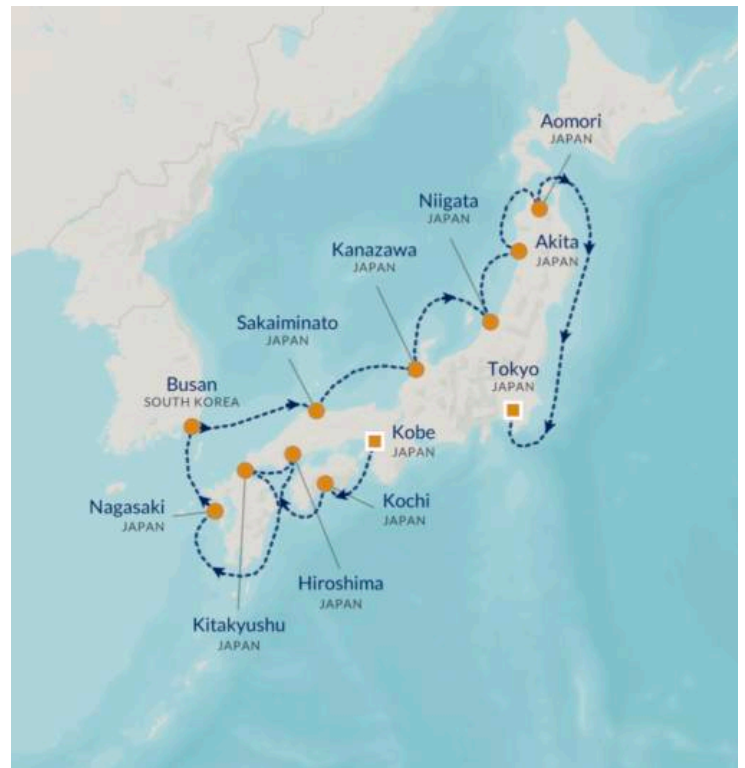 Aomori
JAPAN
Niigata
JAPAN
Akita
JAPAN
Kanazawa
JAPAN
Sakaiminato
JAPAN
Tokyo
JAPAN
Busan
SOUTH KOREA
Kobe
JAPAN
Nagasaki
JAPAN
Kochi
JAPAN
Hiroshima
JAPAN
Kitakyushu
JAPAN